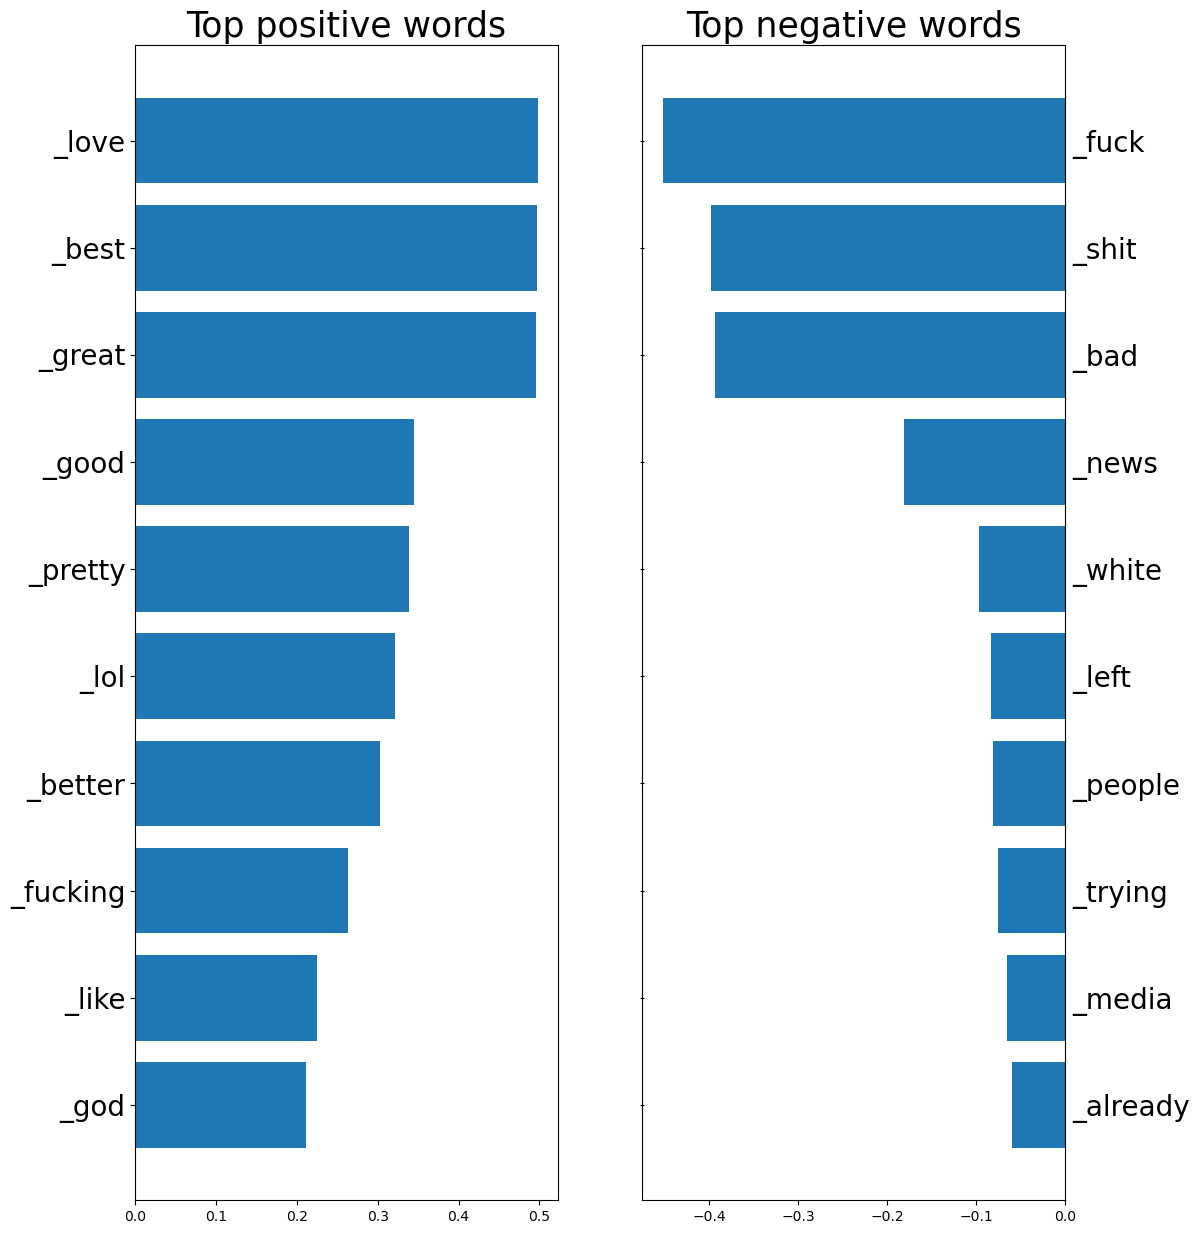 Top positive words
_love
_best
_great
_good
_pretty
_lol
_better
_fucking
_like
_god
0.0 0.1 0.2 0.3 0.4 0.5
Top negative words
_fuck
_shit
_bad
_news
_white
_left
_people
_trying
_media
_already
−0.4 −0.3 −0.2 −0.1 0.0